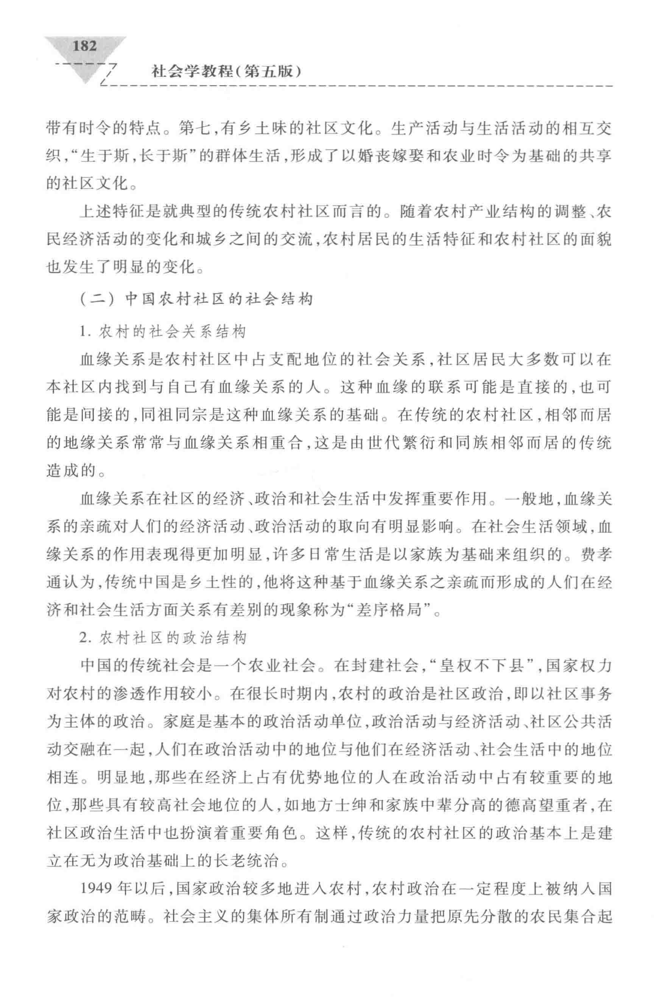 182
社会学教程(第五版)
带有时令的特点。第七,有乡土味的社区文化。生产活动与生活活动的相互交
织,“生于斯,长于斯”的群体生活,形成了以婚丧嫁娶和农业时令为基础的共享
的社区文化。
上述特征是就典型的传统农村社区而言的。随着农村产业结构的调整、农
民经济活动的变化和城乡之间的交流,农村居民的生活特征和农村社区的面貌
也发生了明显的变化。
(二) 中国农村社区的社会结构
1. 农村的社会关系结构
血缘关系是农村社区中占支配地位的社会关系,社区居民大多数可以在
本社区内找到与自己有血缘关系的人。这种血缘的联系可能是直接的,也可
能是间接的,同祖同宗是这种血缘关系的基础。在传统的农村社区,相邻而居
的地缘关系常常与血缘关系相重合,这是由世代繁衍和同族相邻而居的传统
造成的。
血缘关系在社区的经济、政治和社会生活中发挥重要作用。一般地,血缘关
系的亲疏对人们的经济活动、政治活动的取向有明显影响。在社会生活领域,血
缘关系的作用表现得更加明显,许多日常生活是以家族为基础来组织的。费孝
通认为,传统中国是乡土性的,他将这种基于血缘关系之亲疏而形成的人们在经
济和社会生活方面关系有差别的现象称为“差序格局”。
2. 农村社区的政治结构
中国的传统社会是一个农业社会。在封建社会,“皇权不下县”,国家权力
对农村的渗透作用较小。在很长时期内,农村的政治是社区政治,即以社区事务
为主体的政治。家庭是基本的政治活动单位,政治活动与经济活动、社区公共活
动交融在一起,人们在政治活动中的地位与他们在经济活动、社会生活中的地位
相连。明显地,那些在经济上占有优势地位的人在政治活动中占有较重要的地
位,那些具有较高社会地位的人,如地方士绅和家族中辈分高的德高望重者,在
社区政治生活中也扮演着重要角色。这样,传统的农村社区的政治基本上是建
立在无为政治基础上的长老统治。
1949 年以后,国家政治较多地进入农村,农村政治在一定程度上被纳入国
家政治的范畴。社会主义的集体所有制通过政治力量把原先分散的农民集合起